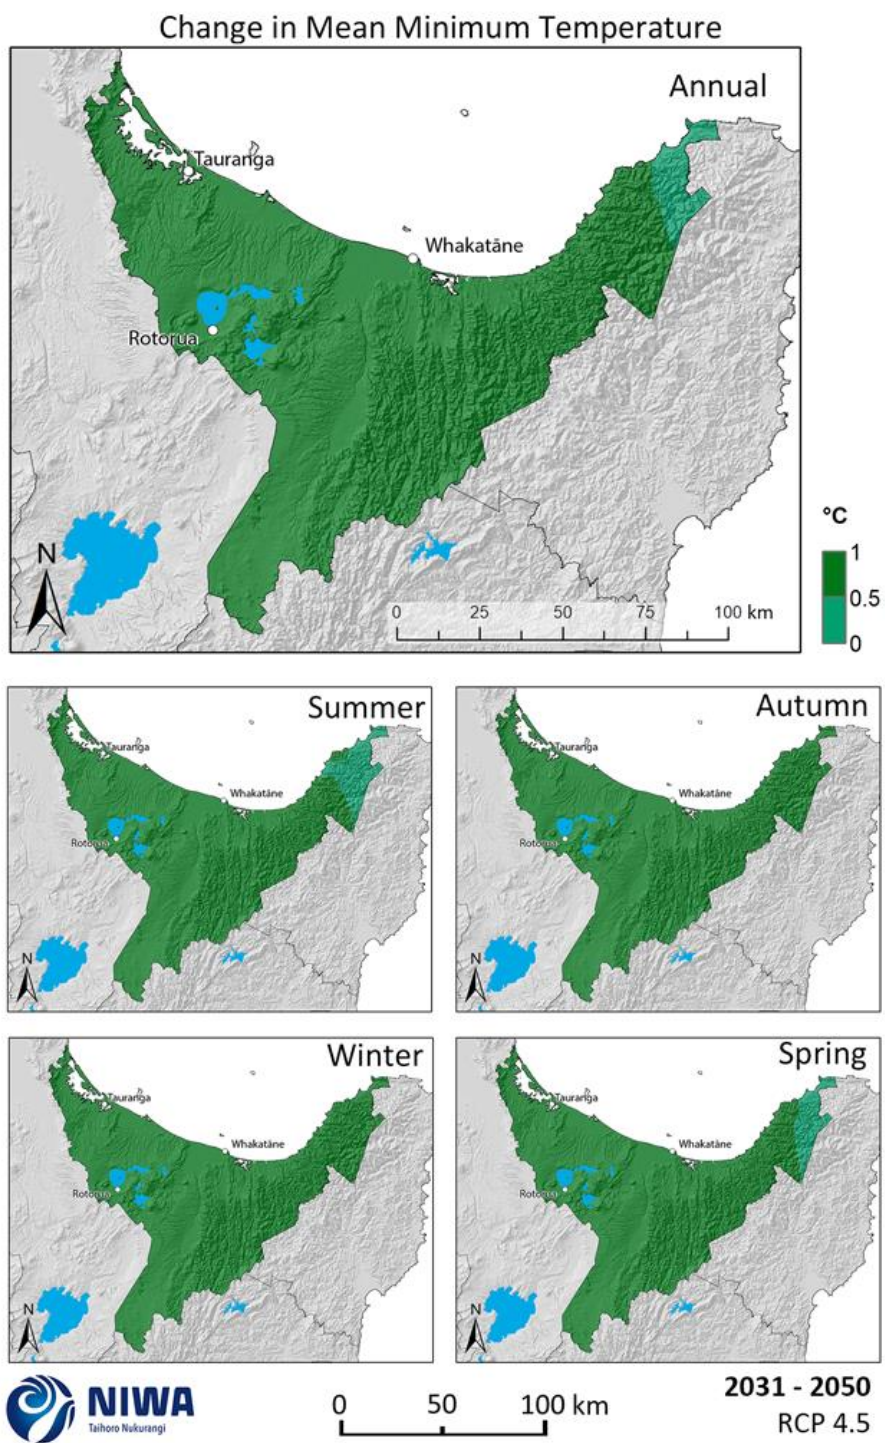 Change in Mean Minimum Temperature
Annual
Tauranga
Whakatāne
Rotorua
°C
1
0.5
0
N
0 25 50 75 100 km
Summer
Tauranga
Whakatāne
Rotorua
N
Autumn
Tauranga
Whakatāne
Rotorua
N
Winter
Tauranga
Whakatāne
Rotorua
N
Spring
Tauranga
Whakatāne
Rotorua
N
NIWA
Taihoro Nukurangi
0 50 100 km
2031 - 2050
RCP 4.5